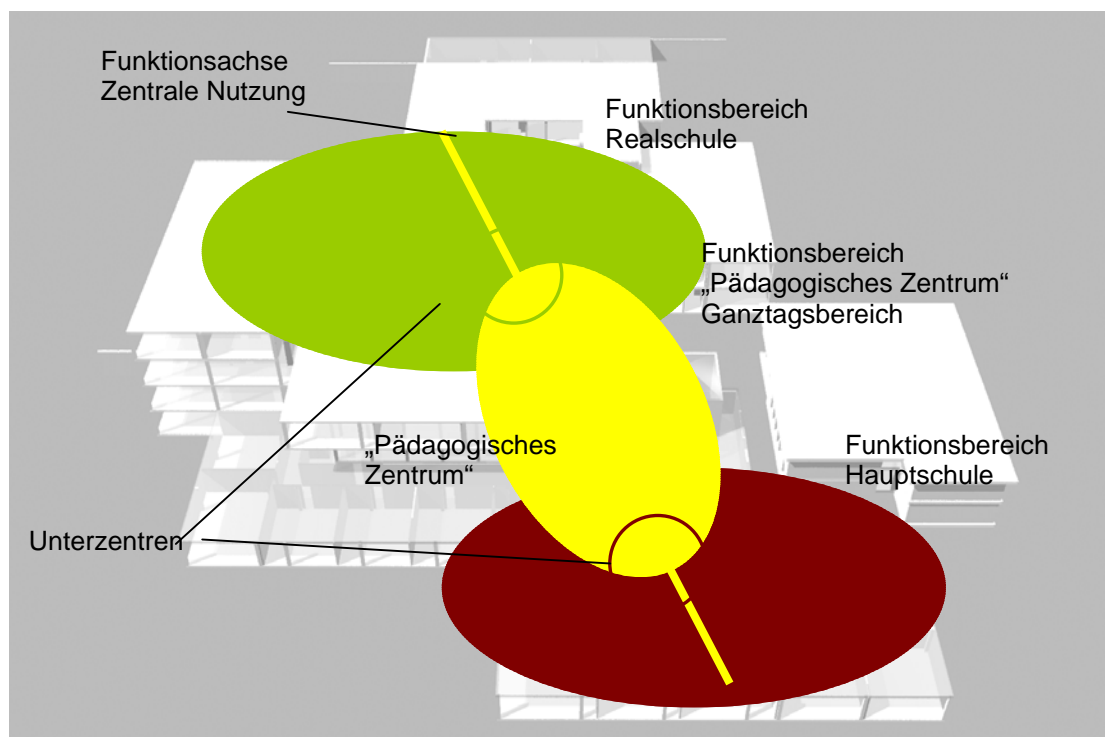 Funktionsachse
Zentrale Nutzung
Funktionsbereich
Realschule
Funktionsbereich
„Pädagogisches Zentrum“
Ganztagsbereich
„Pädagogisches
Zentrum“
Funktionsbereich
Hauptschule
Unterzentren